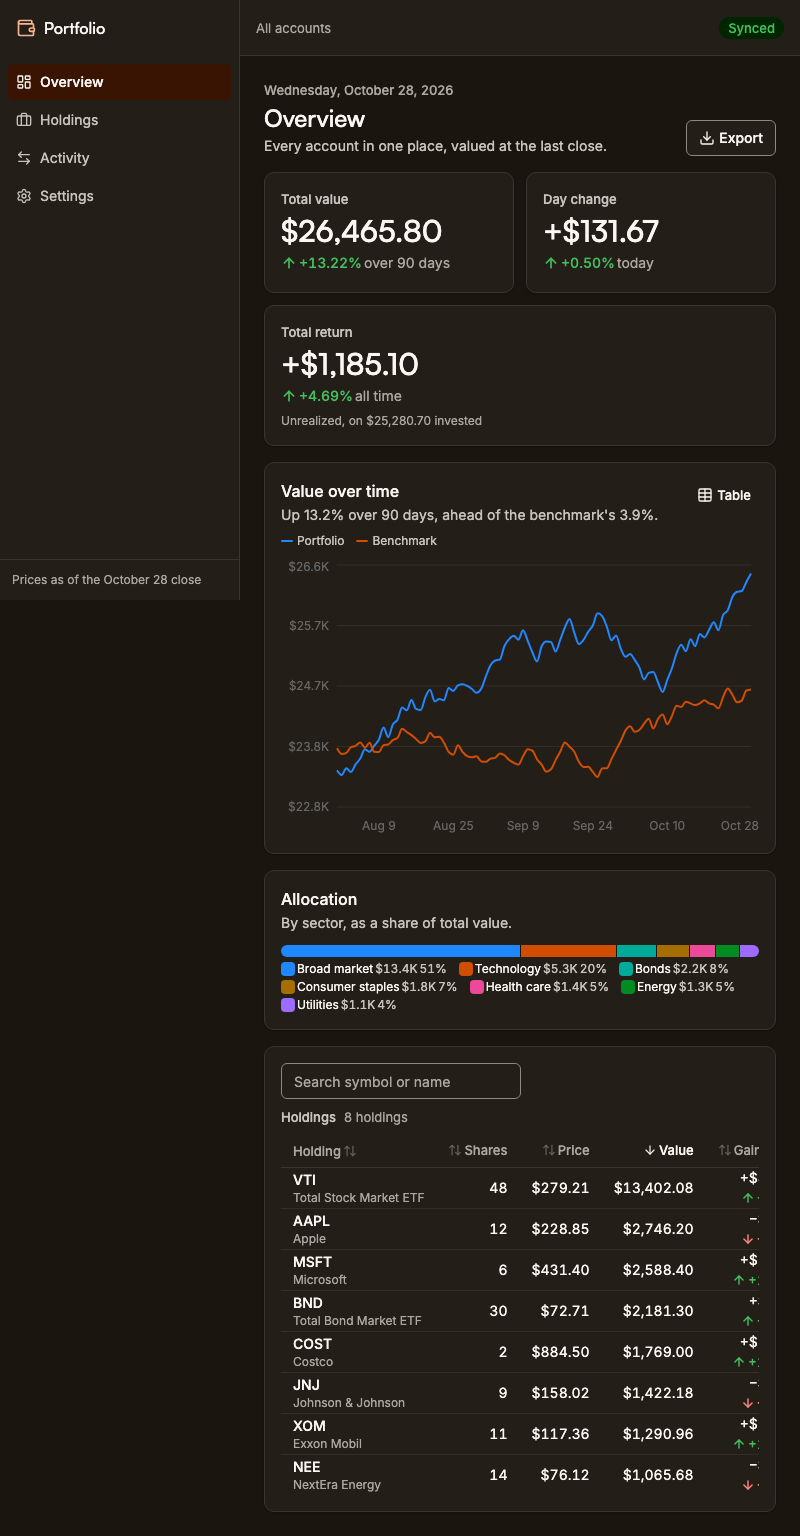 Portfolio
All accounts
Synced
Overview
Holdings
Activity
Settings
Prices as of the October 28 close
Wednesday, October 28, 2026
Overview
Every account in one place, valued at the last close.
Export
Total value
$26,465.80
+13.22% over 90 days
Day change
+$131.67
+0.50% today
Total return
+$1,185.10
+4.69% all time
Unrealized, on $25,280.70 invested
Value over time
Up 13.2% over 90 days, ahead of the benchmark's 3.9%.
Table
Portfolio Benchmark
$26.6K
$25.7K
$24.7K
$23.8K
$22.8K
Aug 9 Aug 25 Sep 9 Sep 24 Oct 10 Oct 28
Allocation
By sector, as a share of total value.
Broad market $13.4K 51% Technology $5.3K 20% Bonds $2.2K 8%
Consumer staples $1.8K 7% Health care $1.4K 5% Energy $1.3K 5%
Utilities $1.1K 4%
Search symbol or name
Holdings 8 holdings
Holding Shares Price Value
VTI
Total Stock Market ETF
48 $279.21 $13,402.08
AAPL
Apple
12 $228.85 $2,746.20
MSFT
Microsoft
6 $431.40 $2,588.40
BND
Total Bond Market ETF
30 $72.71 $2,181.30
COST
Costco
2 $884.50 $1,769.00
JNJ
Johnson & Johnson
9 $158.02 $1,422.18
XOM
Exxon Mobil
11 $117.36 $1,290.96
NEE
NextEra Energy
14 $76.12 $1,065.68